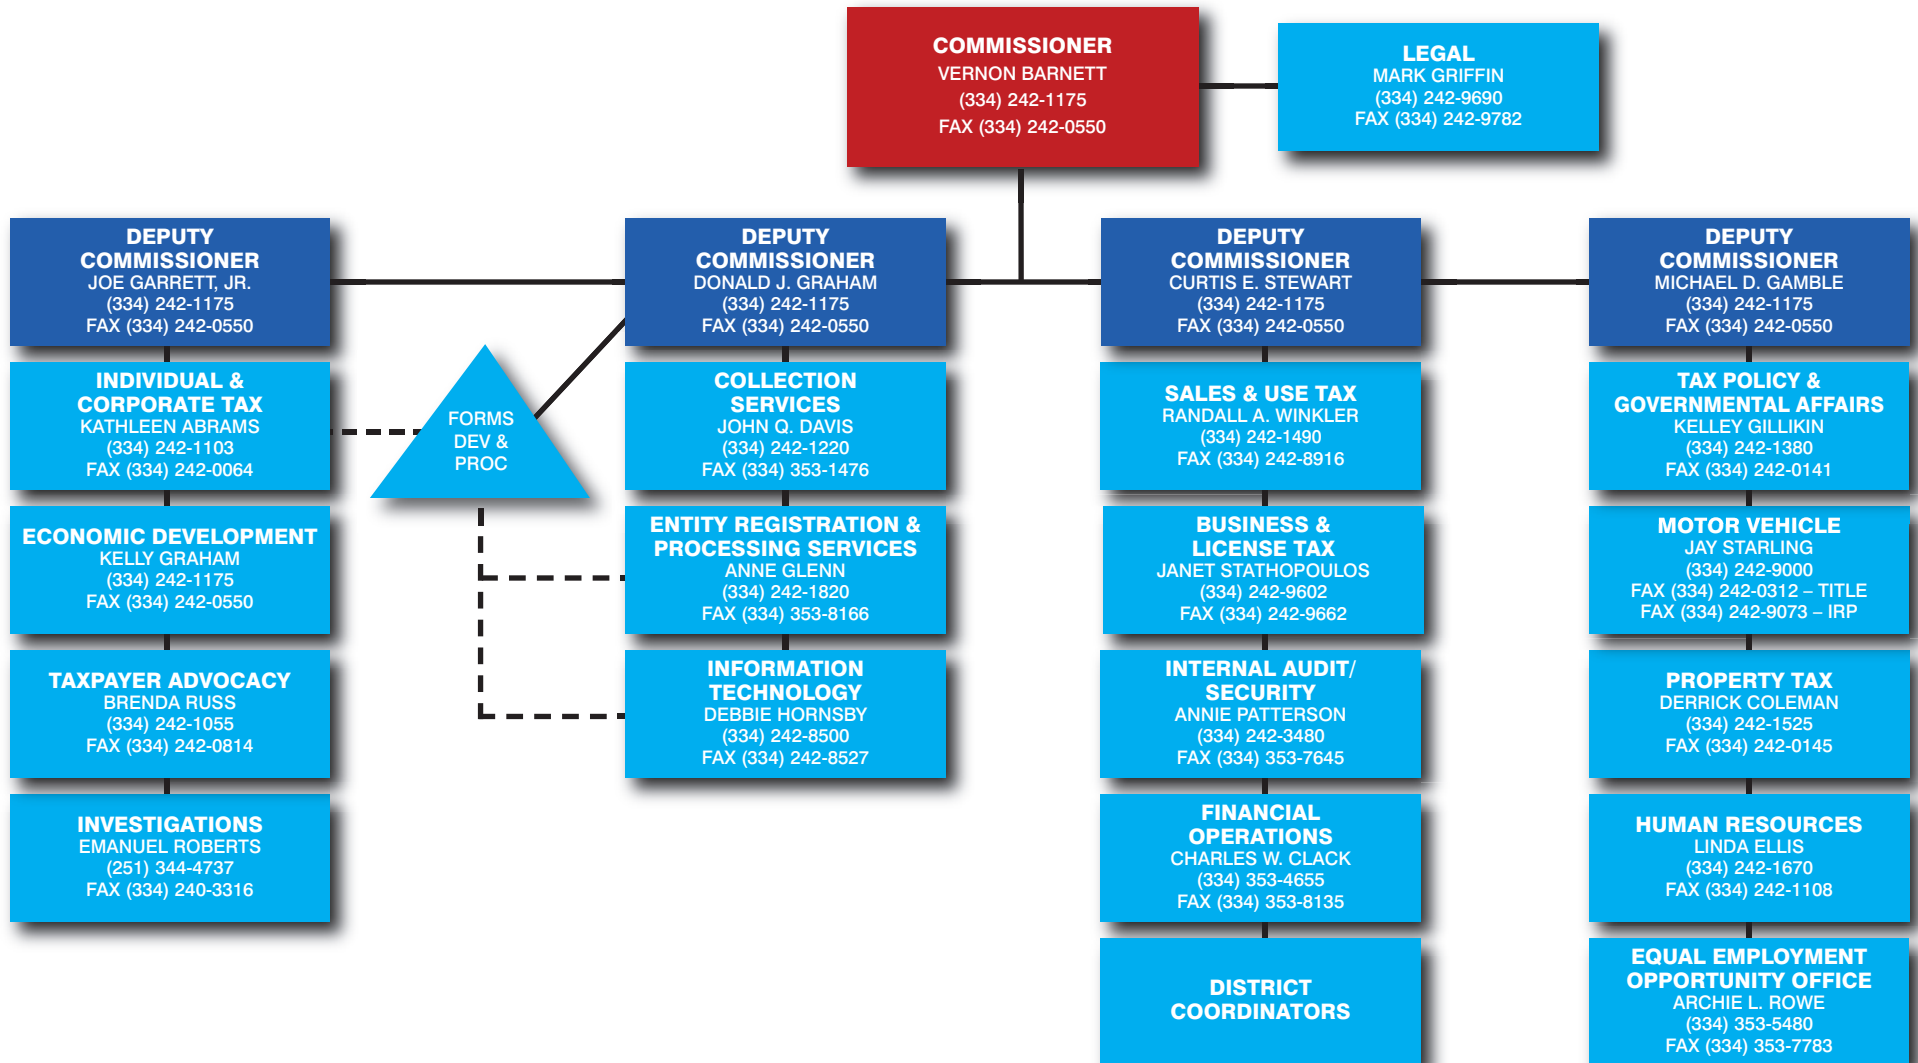 COMMISSIONER
VERNON BARNETT
(334) 242-1175
FAX (334) 242-0550
LEGAL
MARK GRIFFIN
(334) 242-9690
FAX (334) 242-9782
DEPUTY
COMMISSIONER
JOE GARRETT, JR.
(334) 242-1175
FAX (334) 242-0550
INDIVIDUAL &
CORPORATE TAX
KATHLEEN ABRAMS
(334) 242-1103
FAX (334) 242-0064
ECONOMIC DEVELOPMENT
KELLY GRAHAM
(334) 242-1175
FAX (334) 242-0550
TAXPAYER ADVOCACY
BRENDA RUSS
(334) 242-1055
FAX (334) 242-0814
INVESTIGATIONS
EMANUEL ROBERTS
(251) 344-4737
FAX (334) 240-3316
FORMS
DEV &
PROC
DEPUTY
COMMISSIONER
DONALD J. GRAHAM
(334) 242-1175
FAX (334) 242-0550
COLLECTION
SERVICES
JOHN Q. DAVIS
(334) 242-1220
FAX (334) 353-1476
ENTITY REGISTRATION &
PROCESSING SERVICES
ANNE GLENN
(334) 242-1820
FAX (334) 353-8166
INFORMATION
TECHNOLOGY
DEBBIE HORNSBY
(334) 242-8500
FAX (334) 242-8527
DEPUTY
COMMISSIONER
CURTIS E. STEWART
(334) 242-1175
FAX (334) 242-0550
SALES & USE TAX
RANDALL A. WINKLER
(334) 242-1490
FAX (334) 242-8916
BUSINESS &
LICENSE TAX
JANET STATHOPOULOS
(334) 242-9602
FAX (334) 242-9662
INTERNAL AUDIT/
SECURITY
ANNIE PATTERSON
(334) 242-3480
FAX (334) 353-7645
FINANCIAL
OPERATIONS
CHARLES W. CLACK
(334) 353-4655
FAX (334) 353-8135
DISTRICT
COORDINATORS
DEPUTY
COMMISSIONER
MICHAEL D. GAMBLE
(334) 242-1175
FAX (334) 242-0550
TAX POLICY &
GOVERNMENTAL AFFAIRS
KELLEY GILLIKIN
(334) 242-1380
FAX (334) 242-0141
MOTOR VEHICLE
JAY STARLING
(334) 242-9000
FAX (334) 242-0312 – TITLE
FAX (334) 242-9073 – IRP
PROPERTY TAX
DERRICK COLEMAN
(334) 242-1525
FAX (334) 242-0145
HUMAN RESOURCES
LINDA ELLIS
(334) 242-1670
FAX (334) 242-1108
EQUAL EMPLOYMENT
OPPORTUNITY OFFICE
ARCHIE L. ROWE
(334) 353-5480
FAX (334) 353-7783